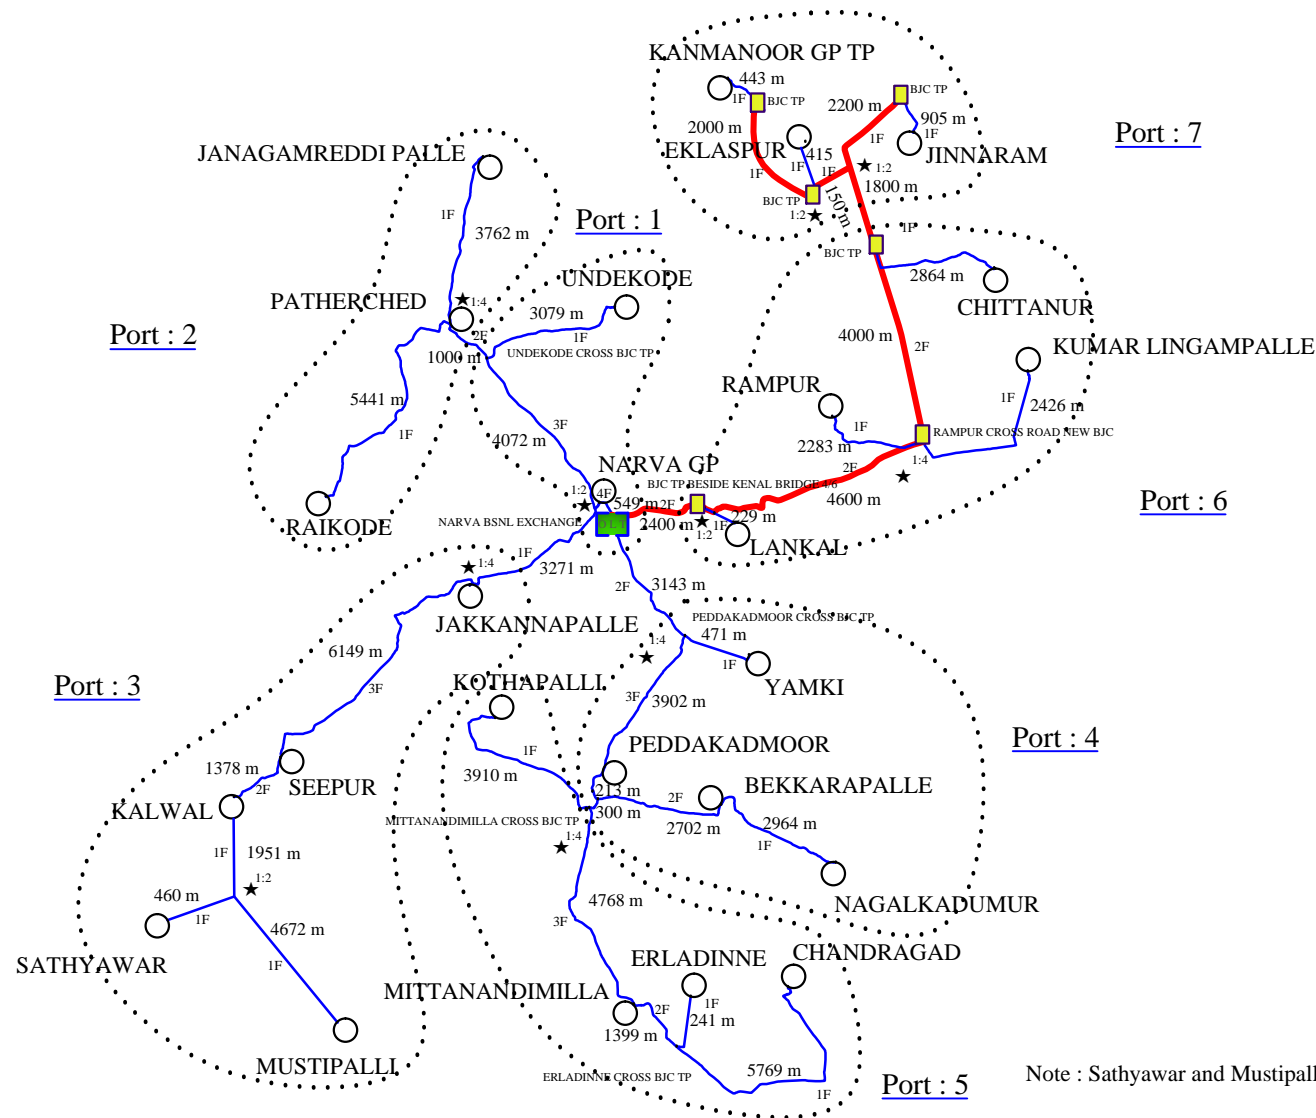 KANMANOOR GP TP
443 m
1F
BJC TP
BJC TP
2200 m
905 m
1F
1F
2000 m
EKLASPUR
415
JINNARAM
Port : 7
1F
1F
1F
1:2
1800 m
BJC TP
1:2
150 m
1F
BJC TP
JANAGAMREDDI PALLE
1F
3762 m
Port : 1
UNDEKODE
2864 m
CHITTANUR
PATHERCHED
1:4
3079 m
1F
2F
1000 m
UNDEKODE CROSS BJC TP
Port : 2
4000 m
2F
KUMAR LINGAMPALLE
RAMPUR
1F
2426 m
5441 m
1F
1F
2283 m
RAMPUR CROSS ROAD NEW BJC
3F
4072 m
1:4
2F
4600 m
NARVA GP
BJC TP BESIDE KENAL BRIDGE 4/6
1:2
4F
549 m
2F
RAIKODE
NARVA BSNL EXCHANGE
OLT
2400 m
1:2
1F
229 m
LANKAL
Port : 6
1F
3271 m
1:4
2F
3143 m
JAKKANNAPALLE
PEDDAKADMOOR CROSS BJC TP
471 m
1F
1:4
YAMKI
6149 m
3F
Port : 3
KOTHAPALLI
3F
3902 m
Port : 4
1F
3910 m
PEDDAKADMOOR
213 m
300 m
2F
2702 m
BEKKARAPALLE
2964 m
1F
1378 m
2F
SEEPUR
KALWAL
MITTANANDIMILLA CROSS BJC TP
1:4
1F
1951 m
1:2
460 m
1F
4672 m
1F
SATHYAWAR
4768 m
3F
NAGALKADUMUR
ERLADINNE
CHANDRAGAD
MITTANANDIMILLA
2F
1F
241 m
1399 m
MUSTIPALLI
ERLADINNE CROSS BJC TP
5769 m
1F
Port : 5
Note : Sathyawar and Mustipall